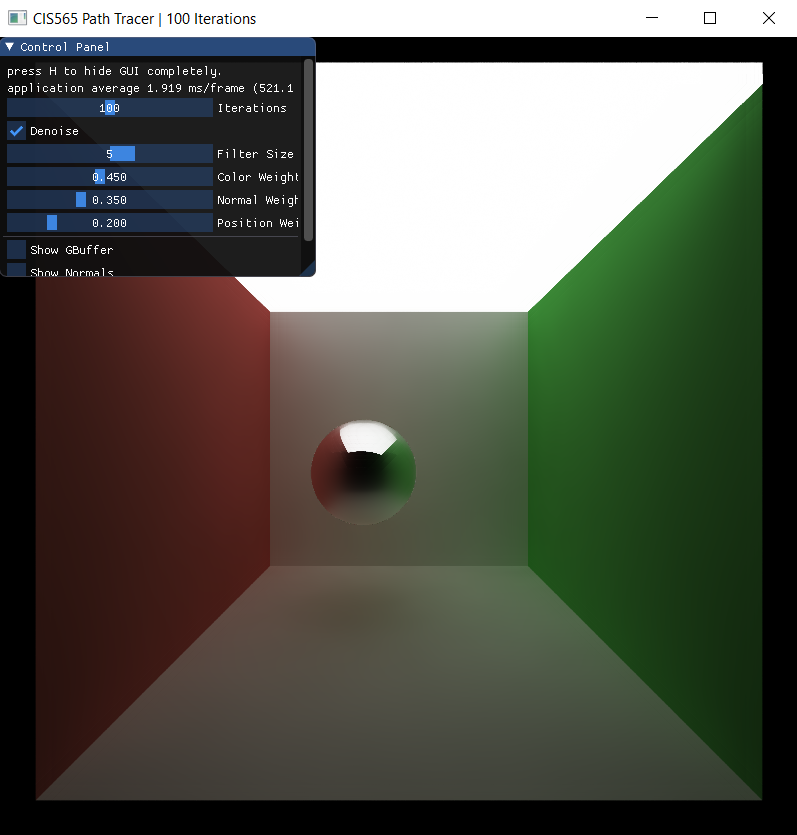 CIS565 Path Tracer | 100 Iterations
Control Panel
press H to hide GUI completely.
application average 1.919 ms/frame (521.1
100 Iterations
Denoise
5 Filter Size
0.450 Color Weight
0.350 Normal Weigh
0.200 Position Wei
Show GBuffer
Show Normals